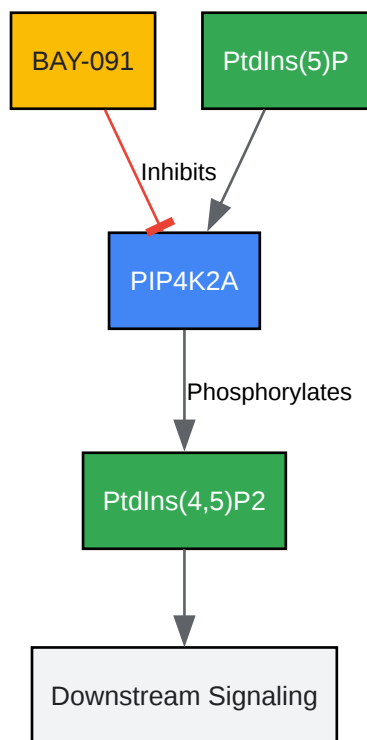 BAY-091
PtdIns(5)P
Inhibits
PIP4K2A
Phosphorylates
PtdIns(4,5)P2
Downstream Signaling